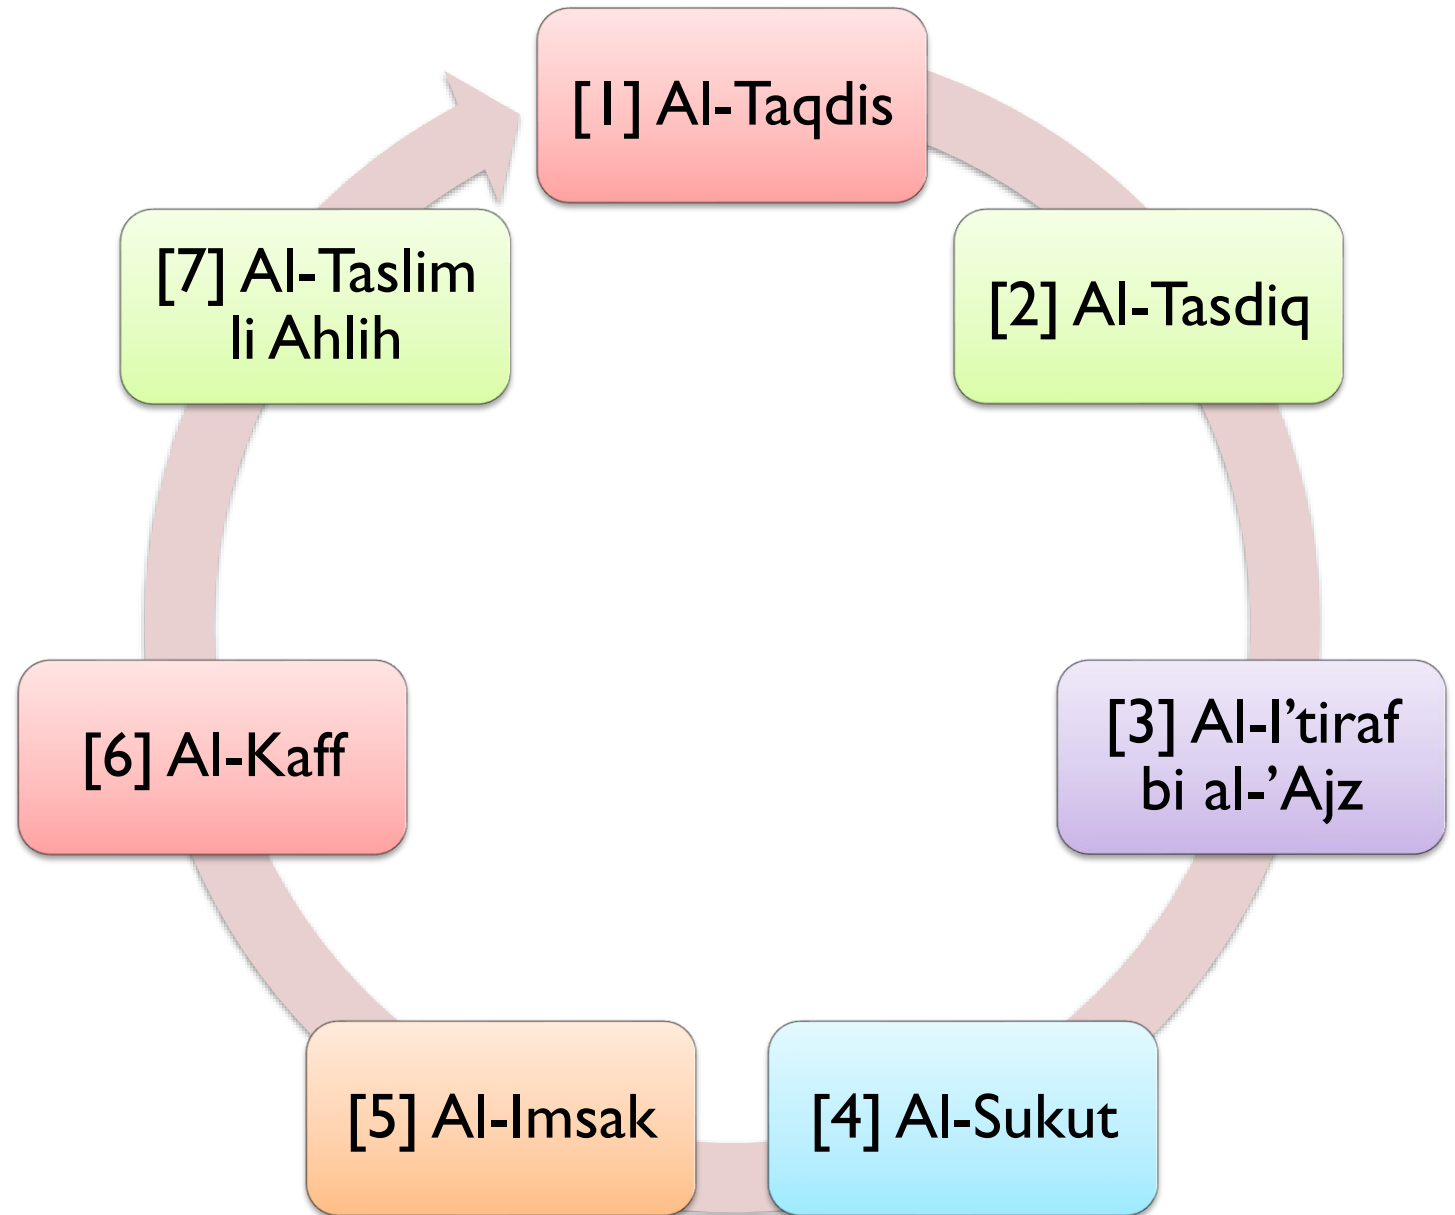 [1] Al-Taqdis
[2] Al-Tasdiq
[3] Al-I’tiraf
bi al-’Ajz
[4] Al-Sukut
[5] Al-Imsak
[6] Al-Kaff
[7] Al-Taslim
li Ahlih